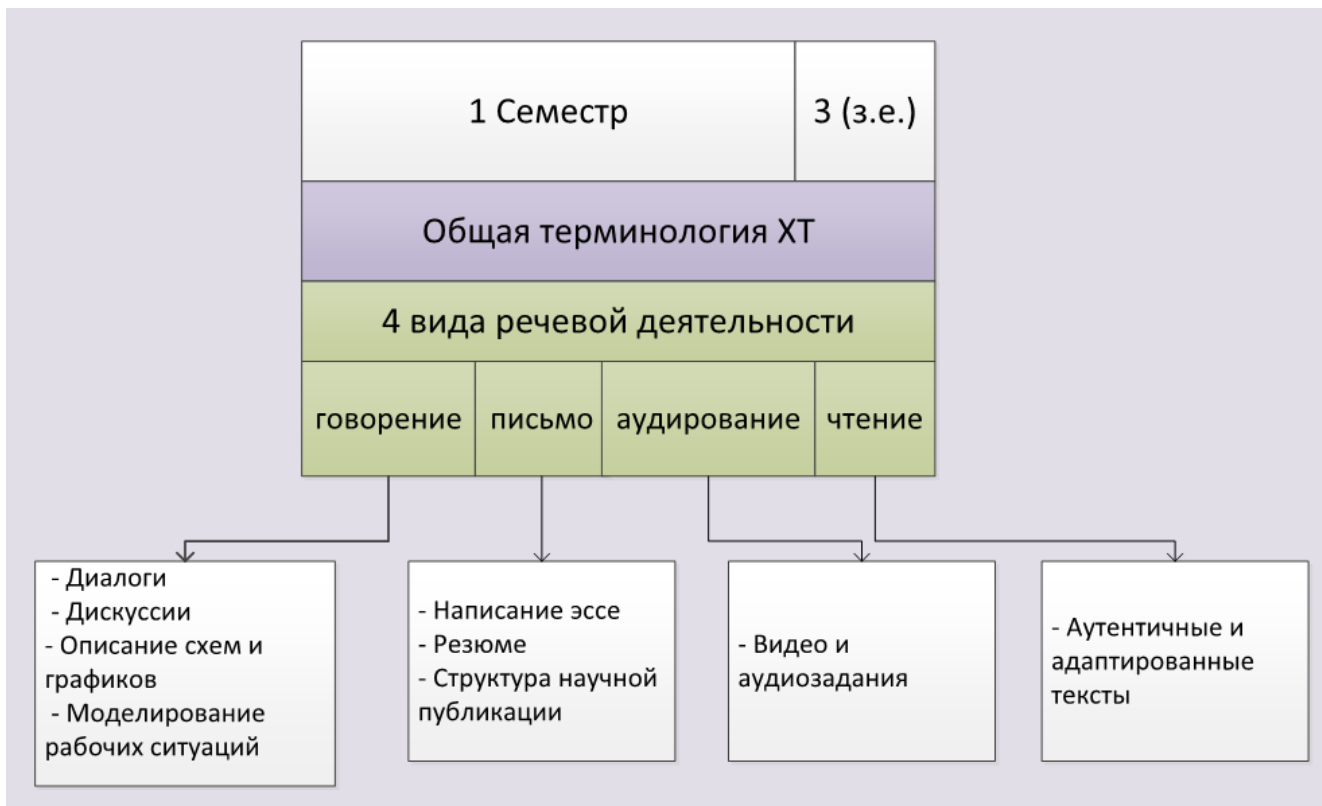 1 Семестр
3 (з.е.)
Общая терминология ХТ
4 вида речевой деятельности
говорение
письмо
аудирование
чтение
- Диалоги
- Дискуссии
- Описание схем и
графиков
- Моделирование
рабочих ситуаций
- Написание эссе
- Резюме
- Структура научной
публикации
- Видео и
аудиозадания
- Аутентичные и
адаптированные
тексты